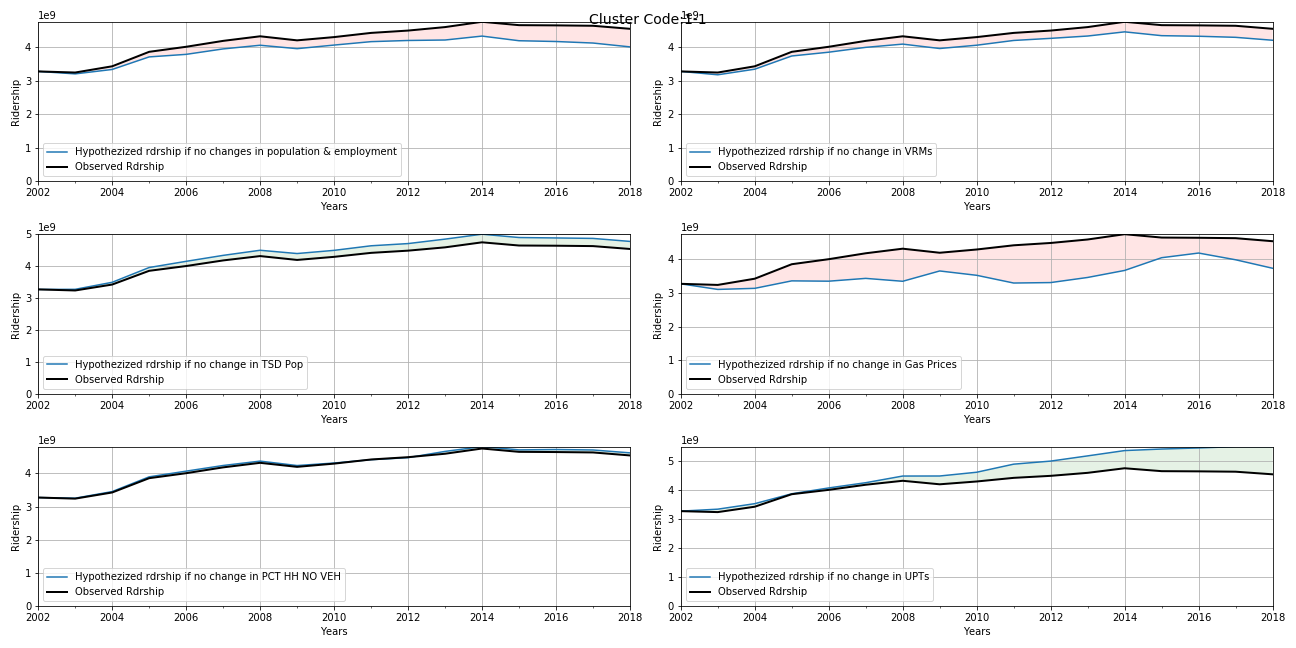 Cluster Code-1-1
1e9
4
3
2
1
0
Ridership
Hypothezized rdrship if no changes in population & employment
Observed Rdrship
2002 2004 2006 2008 2010 2012 2014 2016 2018
Years
1e9
4
3
2
1
0
Ridership
Hypothezized rdrship if no change in VRMs
Observed Rdrship
2002 2004 2006 2008 2010 2012 2014 2016 2018
Years
1e9
5
4
3
2
1
0
Ridership
Hypothezized rdrship if no change in TSD Pop
Observed Rdrship
2002 2004 2006 2008 2010 2012 2014 2016 2018
Years
1e9
4
3
2
1
0
Ridership
Hypothezized rdrship if no change in Gas Prices
Observed Rdrship
2002 2004 2006 2008 2010 2012 2014 2016 2018
Years
1e9
4
3
2
1
0
Ridership
Hypothezized rdrship if no change in PCT HH NO VEH
Observed Rdrship
2002 2004 2006 2008 2010 2012 2014 2016 2018
Years
1e9
5
4
3
2
1
0
Ridership
Hypothezized rdrship if no change in UPTs
Observed Rdrship
2002 2004 2006 2008 2010 2012 2014 2016 2018
Years